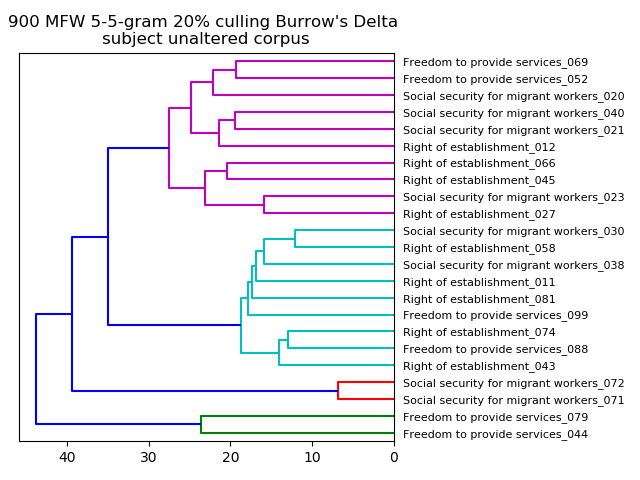 900 MFW 5-5-gram 20% culling Burrow's Delta
subject unaltered corpus
Freedom to provide services_069
Freedom to provide services_052
Social security for migrant workers_020
Social security for migrant workers_040
Social security for migrant workers_021
Right of establishment_012
Right of establishment_066
Right of establishment_045
Social security for migrant workers_023
Right of establishment_027
Social security for migrant workers_030
Right of establishment_058
Social security for migrant workers_038
Right of establishment_011
Right of establishment_081
Freedom to provide services_099
Right of establishment_074
Freedom to provide services_088
Right of establishment_043
Social security for migrant workers_072
Social security for migrant workers_071
Freedom to provide services_079
Freedom to provide services_044
40 30 20 10 0